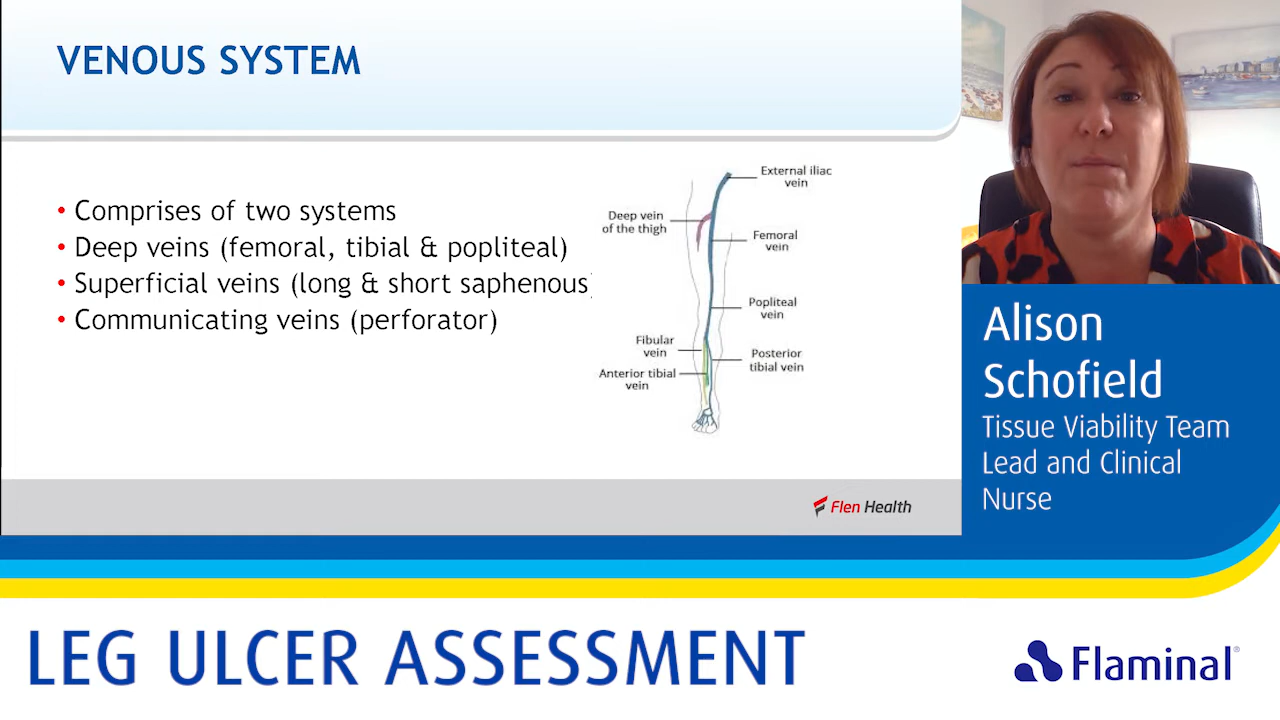 VENOUS SYSTEM
• Comprises of two systems
• Deep veins (femoral, tibial & popliteal)
• Superficial veins (long & short saphenous)
• Communicating veins (perforator)
External iliac
vein
Deep vein
of the thigh
Femoral
vein
Popliteal
vein
Fibular
vein
Posterior
tibial vein
Anterior tibial
vein
Flen Health
Alison
Schofield
Tissue Viability Team
Lead and Clinical
Nurse
LEG ULCER ASSESSMENT
Flaminal®